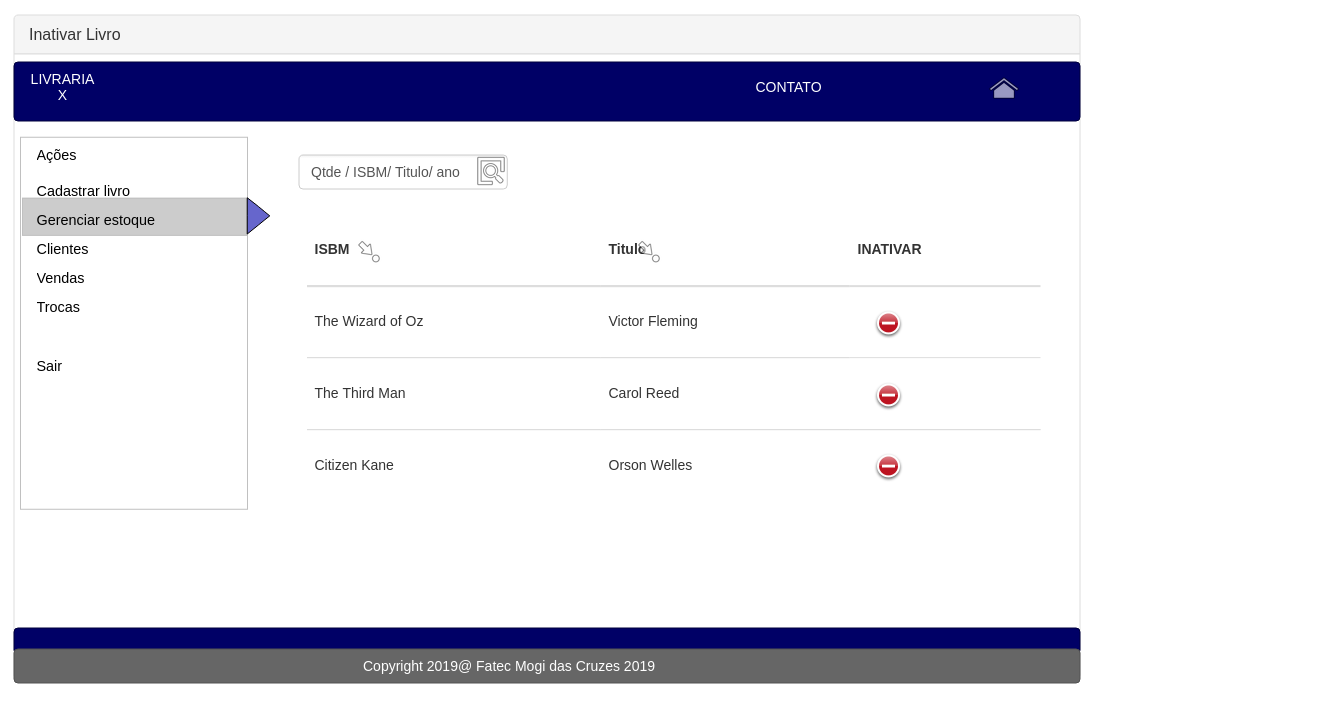 Inativar Livro
LIVRARIA
X
CONTATO
Ações
Cadastrar livro
Gerenciar estoque
Clientes
Vendas
Trocas
Sair
Qtde / ISBM/ Titulo/ ano
ISBM Titulo INATIVAR
The Wizard of Oz Victor Fleming
The Third Man Carol Reed
Citizen Kane Orson Welles
Copyright 2019@ Fatec Mogi das Cruzes 2019